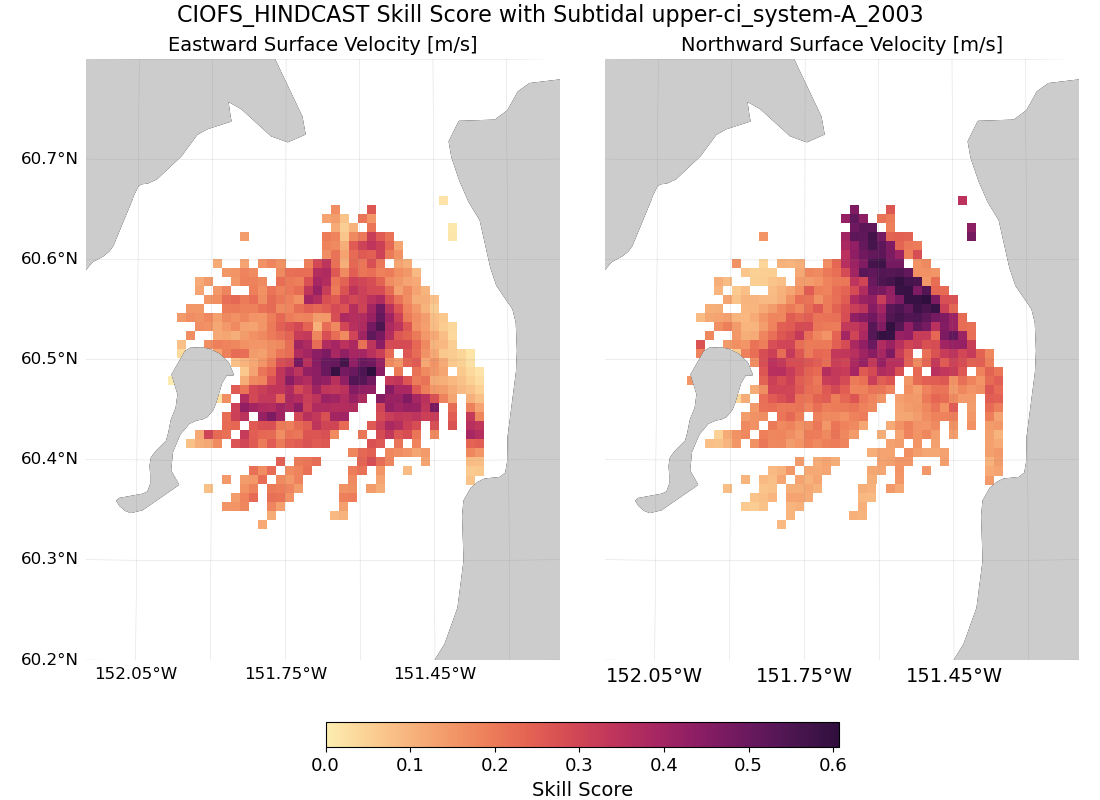 CIOFS_HINDCAST Skill Score with Subtidal upper-ci_system-A_2003
Eastward Surface Velocity [m/s]
Northward Surface Velocity [m/s]
60.7°N
60.6°N
60.5°N
60.4°N
60.3°N
60.2°N
152.05°W 151.75°W 151.45°W
152.05°W 151.75°W 151.45°W
0.0 0.1 0.2 0.3 0.4 0.5 0.6
Skill Score